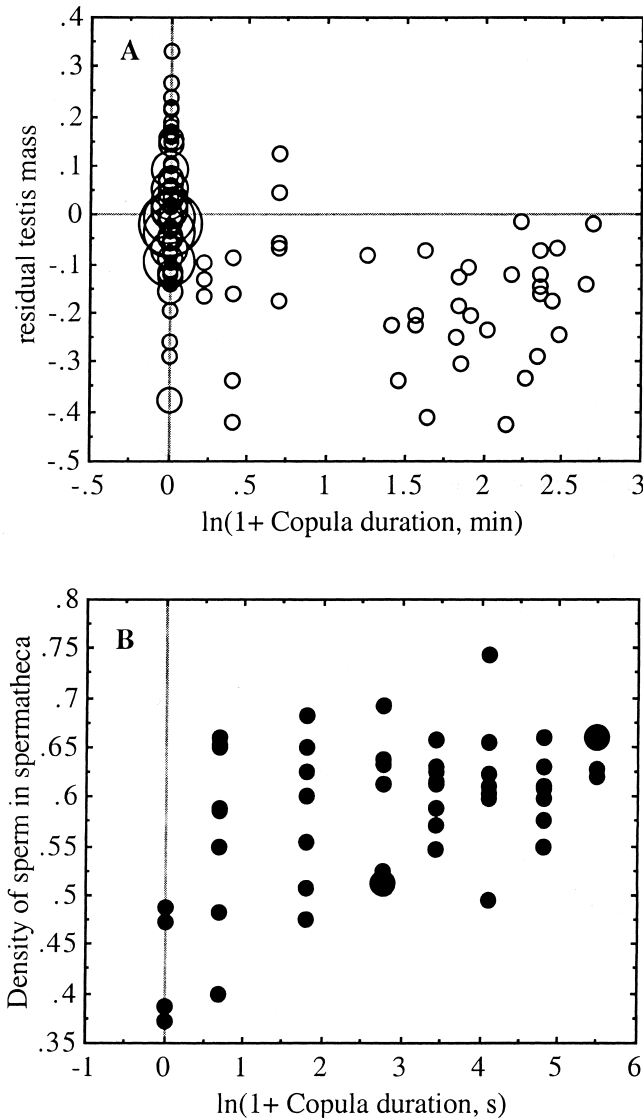 A
residual testis mass
.4
.3
.2
.1
0
-.1
-.2
-.3
-.4
-.5
-.5 0 .5 1 1.5 2 2.5 3
ln(1+ Copula duration, min)
B
Density of sperm in spermatheca
.8
.75
.7
.65
.6
.55
.5
.45
.4
.35
-1 0 1 2 3 4 5 6
ln(1+ Copula duration, s)